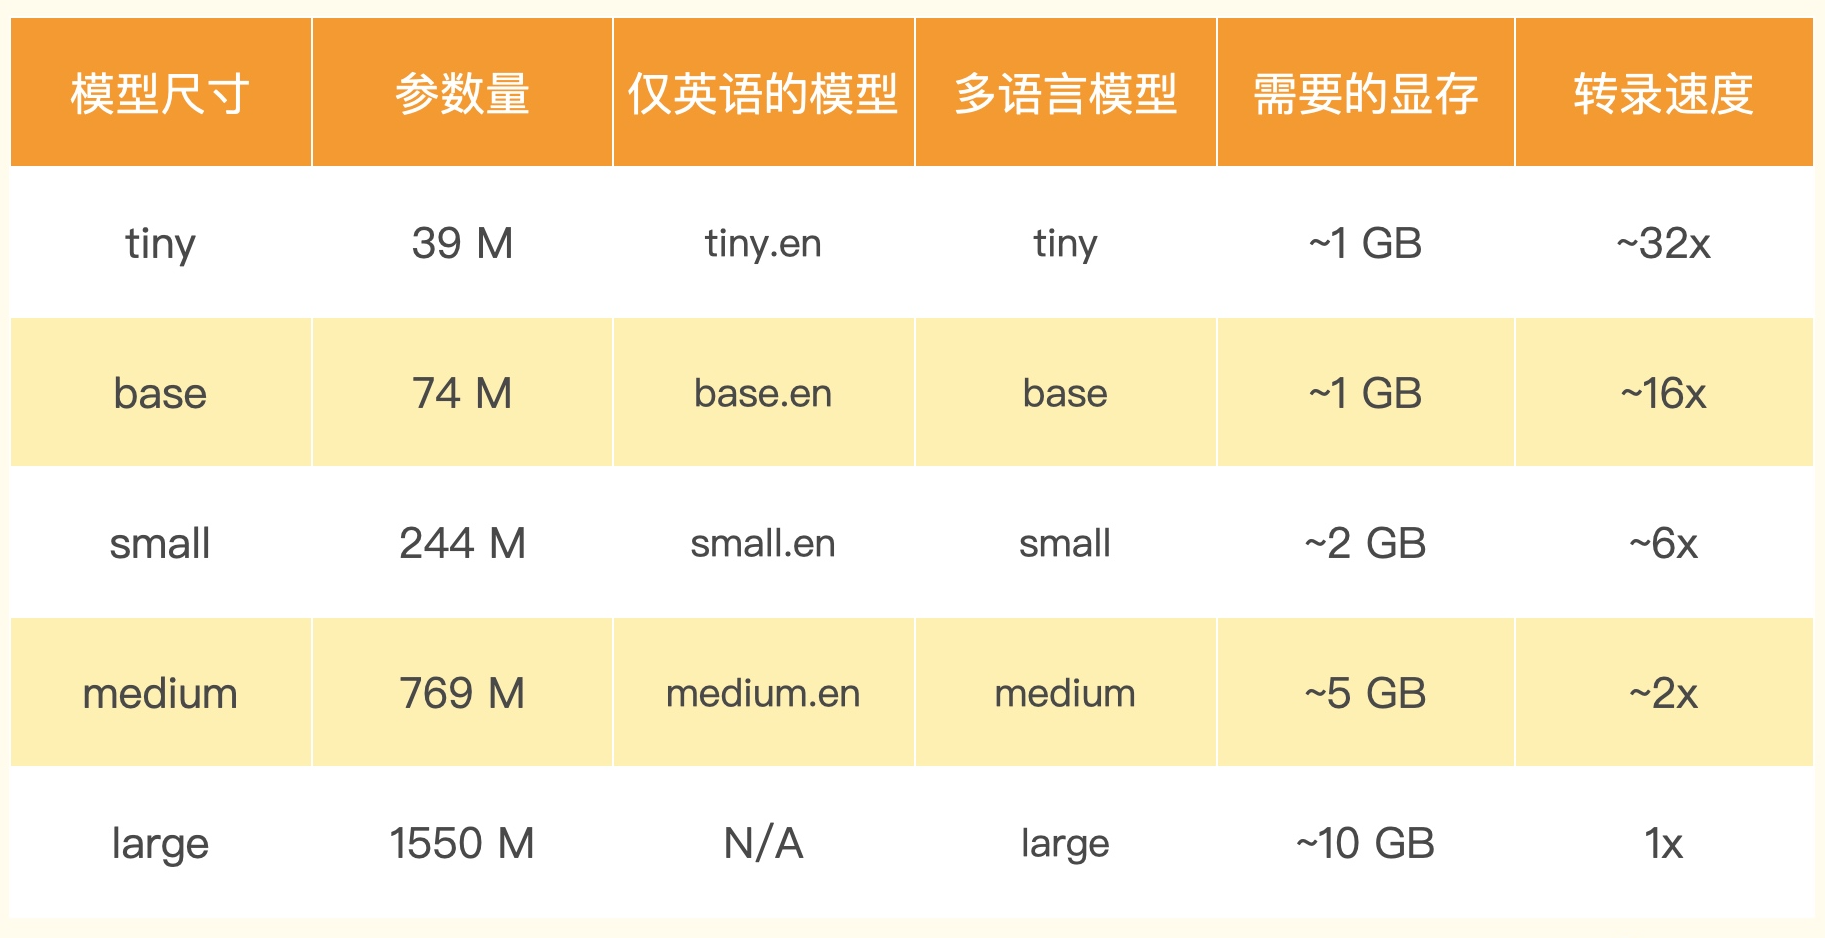 模型尺寸 参数量 仅英语的模型 多语言模型 需要的显存 转录速度
tiny 39 M tiny.en tiny ~1 GB ~32x
base 74 M base.en base ~1 GB ~16x
small 244 M small.en small ~2 GB ~6x
medium 769 M medium.en medium ~5 GB ~2x
large 1550 M N/A large ~10 GB 1x